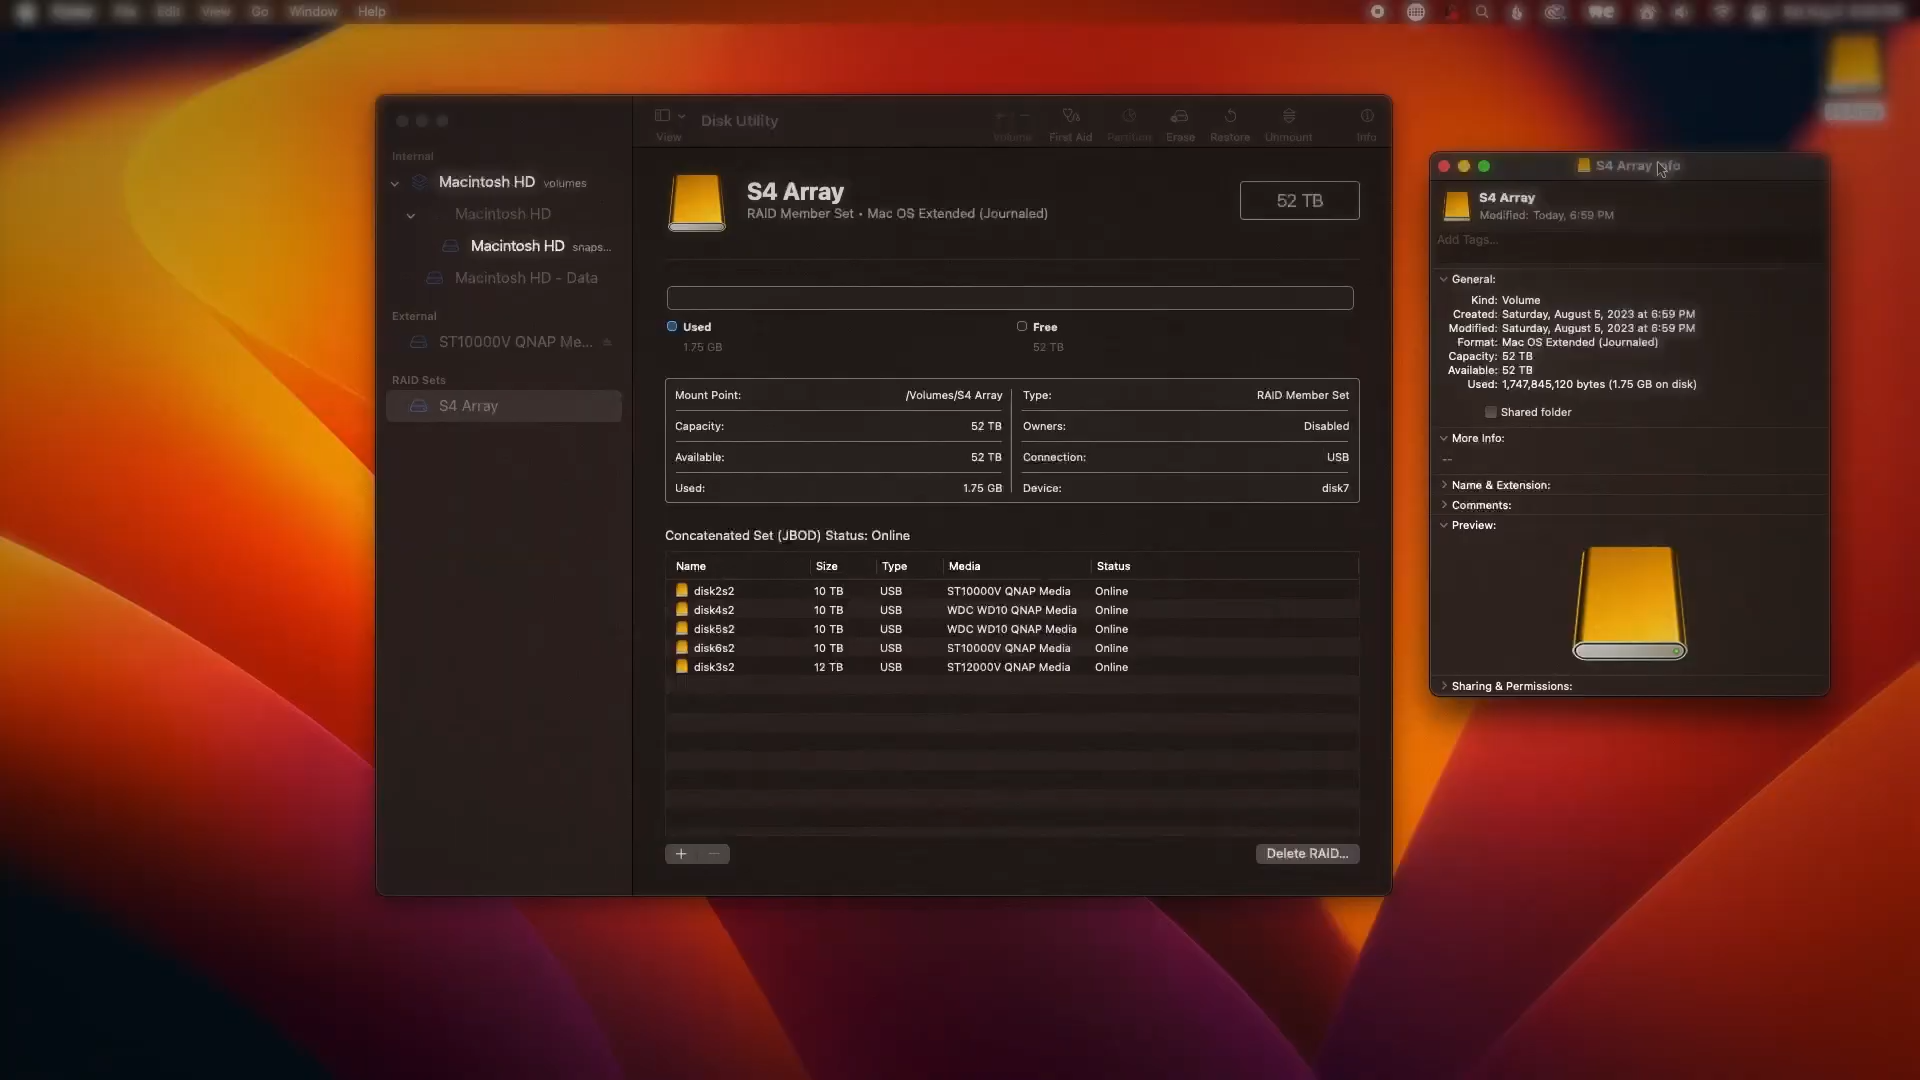 Edit View Go Window Help
View
Disk Utility
Volume First Aid Partition Erase Restore Unmount Info
Internal
Macintosh HD volumes
Macintosh HD
Macintosh HD snaps...
Macintosh HD - Data
External
ST10000V QNAP Me...
RAID Sets
S4 Array
S4 Array
RAID Member Set • Mac OS Extended (Journaled)
52 TB
Used
1.75 GB
Free
52 TB
Mount Point: /Volumes/S4 Array
Type: RAID Member Set
Capacity: 52 TB
Owners: Disabled
Available: 52 TB
Connection: USB
Used: 1.75 GB
Device: disk7
Concatenated Set (JBOD) Status: Online
Name Size Type Media Status
disk2s2 10 TB USB ST10000V QNAP Media Online
disk4s2 10 TB USB WDC WD10 QNAP Media Online
disk5s2 10 TB USB WDC WD10 QNAP Media Online
disk6s2 10 TB USB ST10000V QNAP Media Online
disk3s2 12 TB USB ST12000V QNAP Media Online
+ −
Delete RAID...
S4 Array Info
S4 Array
Modified: Today, 6:59 PM
Add Tags...
General:
Kind: Volume
Created: Saturday, August 5, 2023 at 6:59 PM
Modified: Saturday, August 5, 2023 at 6:59 PM
Format: Mac OS Extended (Journaled)
Capacity: 52 TB
Available: 52 TB
Used: 1,747,845,120 bytes (1.75 GB on disk)
Shared folder
More Info:
--
Name & Extension:
Comments:
Preview:
Sharing & Permissions: